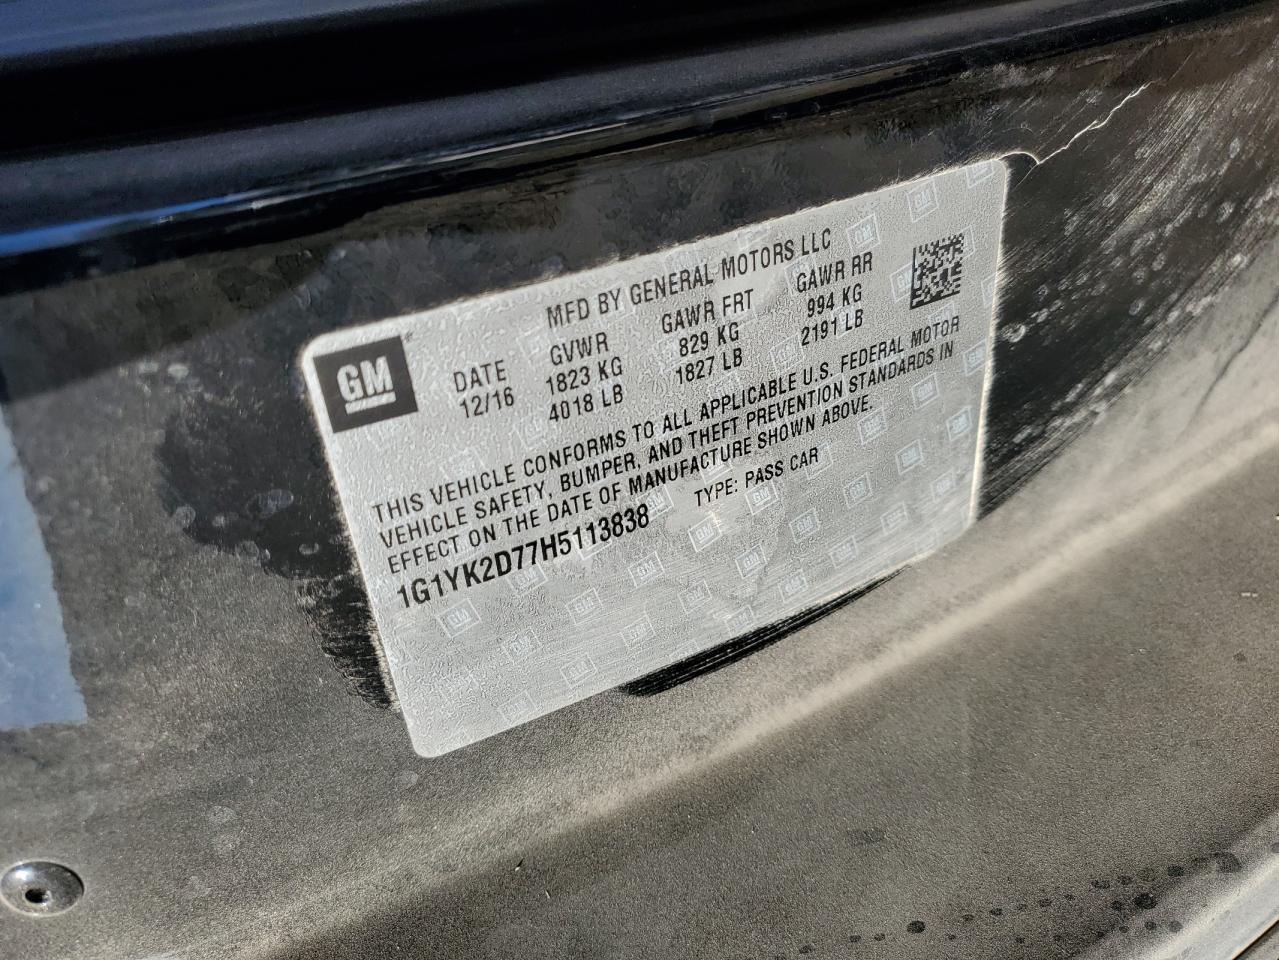 GM
MFD BY GENERAL MOTORS LLC
DATE GVWR GAWR FRT GAWR RR
12/16 1823 KG 829 KG 994 KG
4018 LB 1827 LB 2191 LB
THIS VEHICLE CONFORMS TO ALL APPLICABLE U.S. FEDERAL MOTOR
VEHICLE SAFETY, BUMPER, AND THEFT PREVENTION STANDARDS IN
EFFECT ON THE DATE OF MANUFACTURE SHOWN ABOVE.
1G1YK2D77H5113838 TYPE: PASS CAR